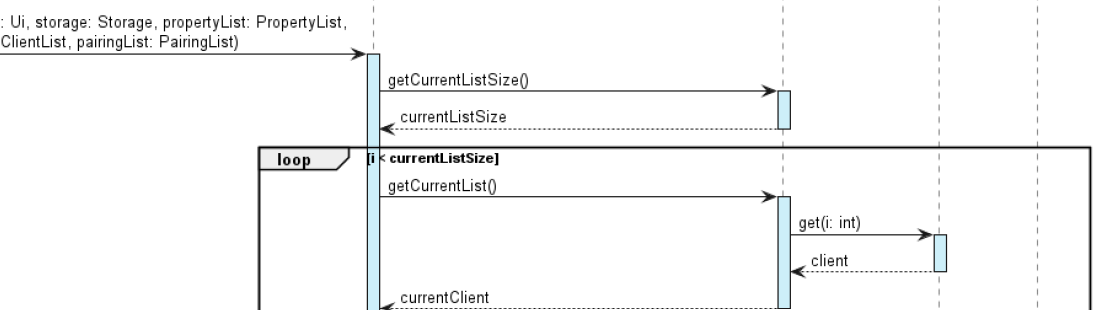 : Ui, storage: Storage, propertyList: PropertyList,
ClientList, pairingList: PairingList)
getCurrentListSize()
currentListSize
loop
[i < currentListSize]
getCurrentList()
get(i: int)
client
currentClient